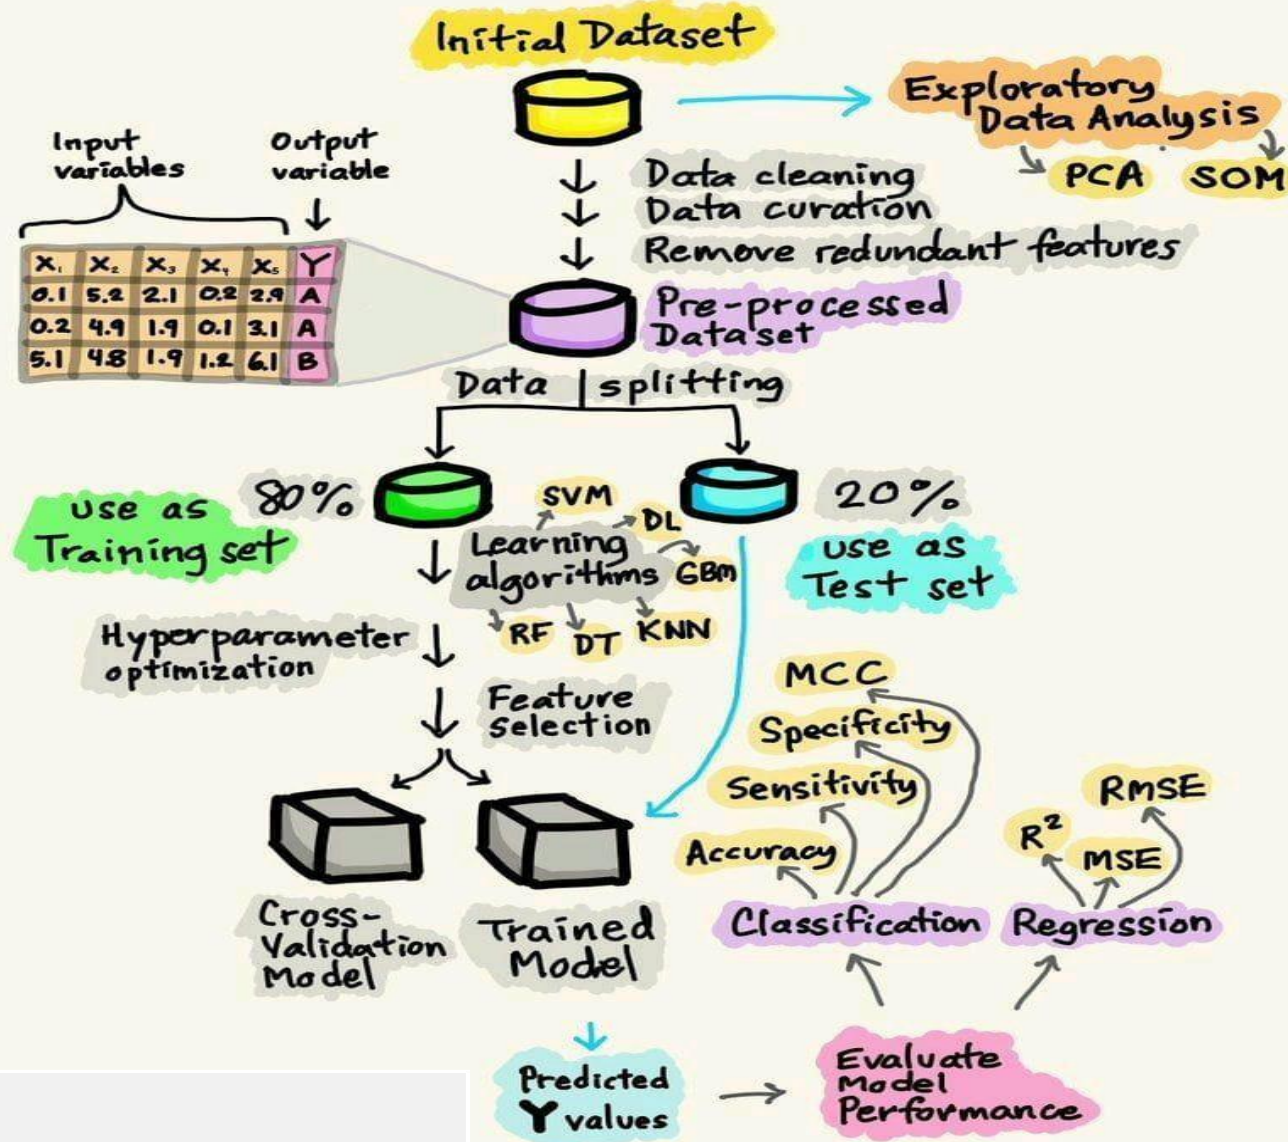 Initial Dataset
Exploratory
Data Analysis
PCA SOM
Input
variables
Output
variable
Data cleaning
Data curation
Remove redundant features
X₁ X₂ X₃ X₄ X₅ Y
0.1 5.2 2.1 0.2 2.9 A
0.2 4.9 1.9 0.1 3.1 A
5.1 4.8 1.9 1.2 6.1 B
Pre-processed
Dataset
Data splitting
80%
20%
use as
Training set
SVM
DL
Learning
algorithms
GBM
RF
DT
KNN
use as
Test set
Hyperparameter
optimization
Feature
Selection
MCC
Specificity
Sensitivity
Accuracy
RMSE
R²
MSE
Classification
Regression
Cross-
Validation
Model
Trained
Model
Predicted
Y values
Evaluate
Model
Performance